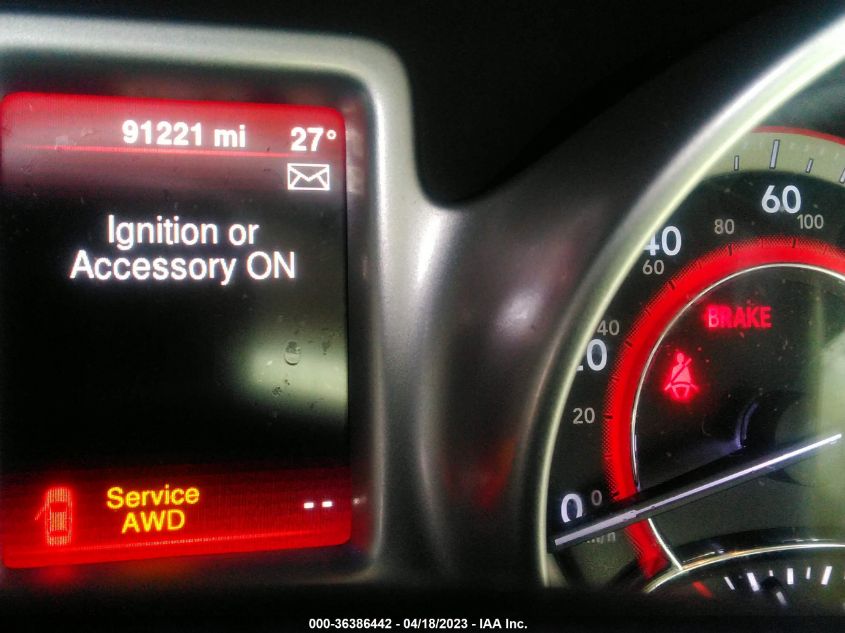 91221 mi 27°
Ignition or
Accessory ON
Service
AWD
--
60
100
80
40
60
BRAKE
40
20
20
0 0
000-36386442 - 04/18/2023 - IAA Inc.